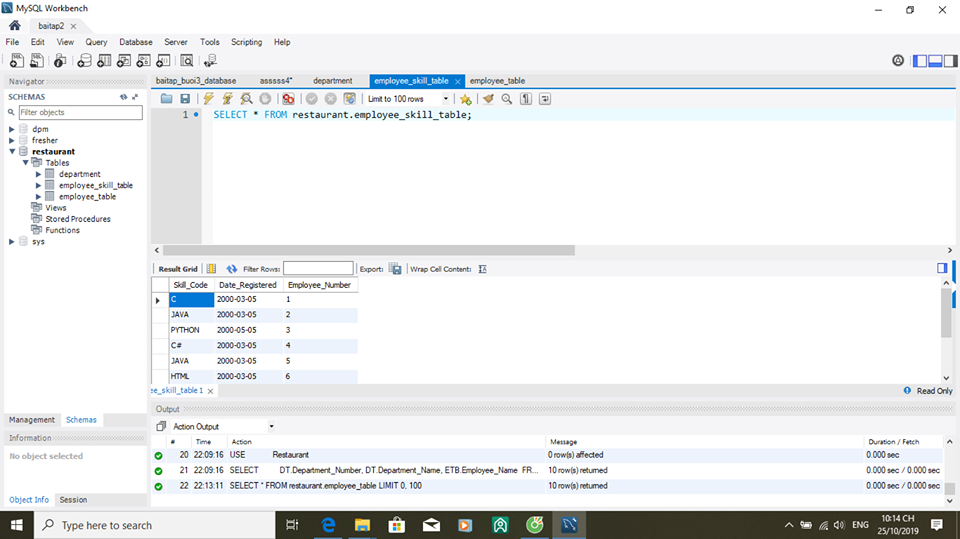 MySQL Workbench
baitap2
File Edit View Query Database Server Tools Scripting Help
Navigator
SCHEMAS
Filter objects
dpm
fresher
restaurant
Tables
department
employee_skill_table
employee_table
Views
Stored Procedures
Functions
sys
Management Schemas
Information
No object selected
Object Info Session
baitap_buoi3_database asssss4* department employee_skill_table employee_table
Limit to 100 rows
1 SELECT * FROM restaurant.employee_skill_table;
Result Grid Filter Rows: Export: Wrap Cell Content:
Skill_Code Date_Registered Employee_Number
C 2000-03-05 1
JAVA 2000-03-05 2
PYTHON 2000-05-05 3
C# 2000-03-05 4
JAVA 2000-03-05 5
HTML 2000-03-05 6
ee_skill_table 1 Read Only
Output
Action Output
# Time Action Message Duration / Fetch
20 22:09:16 USE Restaurant 0 row(s) affected 0.000 sec
21 22:09:16 SELECT DT.Department_Number, DT.Department_Name, ETB.Employee_Name FR... 10 row(s) returned 0.000 sec / 0.000 sec
22 22:13:11 SELECT * FROM restaurant.employee_table LIMIT 0, 100 10 row(s) returned 0.000 sec / 0.000 sec
Type here to search
ENG
10:14 CH
25/10/2019